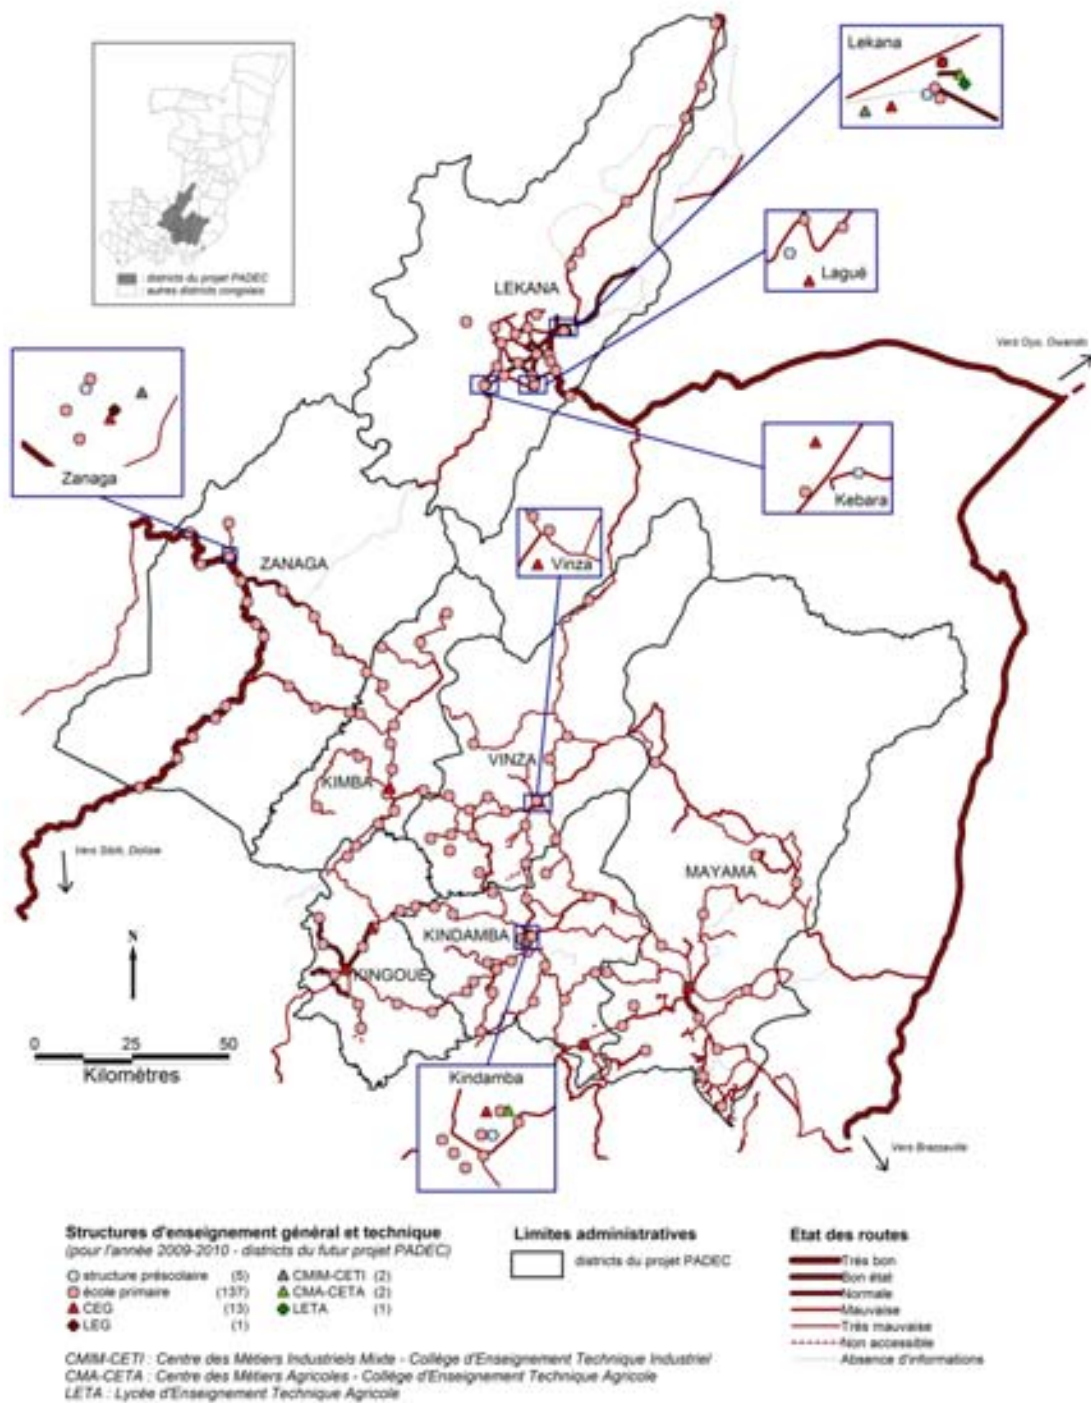 Lekana
: districts du projet PADEC
: autres districts congolais
Lagué
LEKANA
Vers Oyo, Owando
Zanaga
Kebara
Vinza
ZANAGA
VINZA
KIMBA
Vers Sibiti, Dolisie
MAYAMA
N
KINDAMBA
KINGOUE
0 25 50
Kilomètres
Kindamba
Vers Brazzaville
Structures d'enseignement général et technique
(pour l'année 2009-2010 - districts du futur projet PADEC)
structure préscolaire (5)
école primaire (137)
CEG (13)
LEG (1)
CMIM-CETI (2)
CMA-CETA (2)
LETA (1)
Limites administratives
districts du projet PADEC
Etat des routes
Très bon
Bon état
Normale
Mauvaise
Très mauvaise
Non accessible
Absence d'informations
CMIM-CETI : Centre des Métiers Industriels Mixte - Collège d'Enseignement Technique Industriel
CMA-CETA : Centre des Métiers Agricoles - Collège d'Enseignement Technique Agricole
LETA : Lycée d'Enseignement Technique Agricole